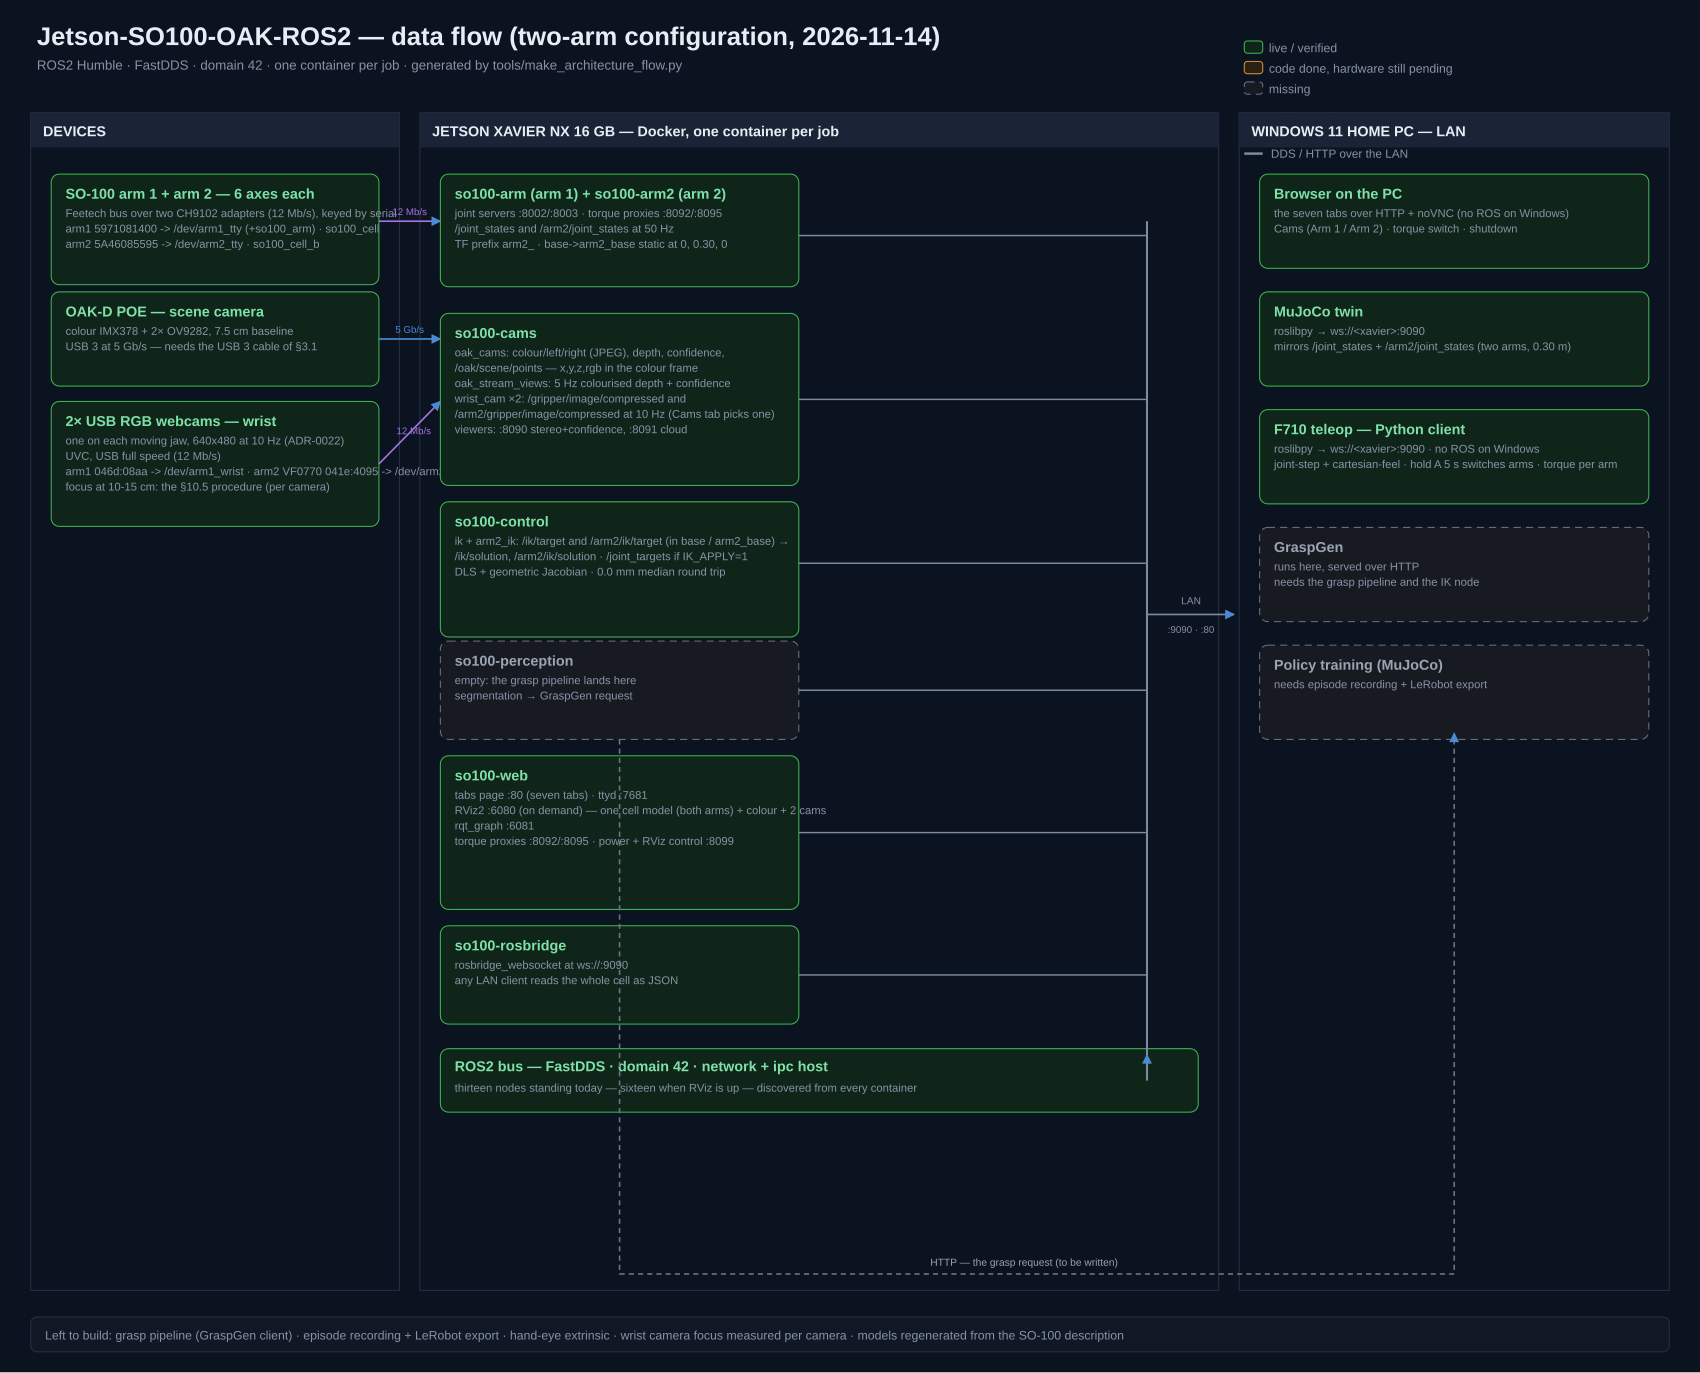 Jetson-SO100-OAK-ROS2 — data flow (two-arm configuration, 2026-11-14)
ROS2 Humble · FastDDS · domain 42 · one container per job · generated by tools/make_architecture_flow.py
live / verified
code done, hardware still pending
missing
DEVICES
SO-100 arm 1 + arm 2 — 6 axes each
Feetech bus over two CH9102 adapters (12 Mb/s), keyed by serial
arm1 5971081400 -> /dev/arm1_tty (+so100_arm) · so100_cell
arm2 5A46085595 -> /dev/arm2_tty · so100_cell_b
12 Mb/s
OAK-D POE — scene camera
colour IMX378 + 2× OV9282, 7.5 cm baseline
USB 3 at 5 Gb/s — needs the USB 3 cable of §3.1
5 Gb/s
2× USB RGB webcams — wrist
one on each moving jaw, 640x480 at 10 Hz (ADR-0022)
UVC, USB full speed (12 Mb/s)
arm1 046d:08aa -> /dev/arm1_wrist · arm2 VF0770 041e:4095 -> /dev/arm
focus at 10-15 cm: the §10.5 procedure (per camera)
12 Mb/s
JETSON XAVIER NX 16 GB — Docker, one container per job
so100-arm (arm 1) + so100-arm2 (arm 2)
joint servers :8002/:8003 · torque proxies :8092/:8095
/joint_states and /arm2/joint_states at 50 Hz
TF prefix arm2_ · base->arm2_base static at 0, 0.30, 0
so100-cams
oak_cams: colour/left/right (JPEG), depth, confidence,
/oak/scene/points — x,y,z,rgb in the colour frame
oak_stream_views: 5 Hz colourised depth + confidence
wrist_cam ×2: /gripper/image/compressed and
/arm2/gripper/image/compressed at 10 Hz (Cams tab picks one)
viewers: :8090 stereo+confidence, :8091 cloud
so100-control
ik + arm2_ik: /ik/target and /arm2/ik/target (in base / arm2_base) →
/ik/solution, /arm2/ik/solution · /joint_targets if IK_APPLY=1
DLS + geometric Jacobian · 0.0 mm median round trip
so100-perception
empty: the grasp pipeline lands here
segmentation → GraspGen request
so100-web
tabs page :80 (seven tabs) · ttyd :7681
RViz2 :6080 (on demand) — one cell model (both arms) + colour + 2 cams
rqt_graph :6081
torque proxies :8092/:8095 · power + RViz control :8099
so100-rosbridge
rosbridge_websocket at ws://:9090
any LAN client reads the whole cell as JSON
ROS2 bus — FastDDS · domain 42 · network + ipc host
thirteen nodes standing today — sixteen when RViz is up — discovered from every container
LAN
:9090 · :80
HTTP — the grasp request (to be written)
WINDOWS 11 HOME PC — LAN
DDS / HTTP over the LAN
Browser on the PC
the seven tabs over HTTP + noVNC (no ROS on Windows)
Cams (Arm 1 / Arm 2) · torque switch · shutdown
MuJoCo twin
roslibpy → ws://<xavier>:9090
mirrors /joint_states + /arm2/joint_states (two arms, 0.30 m)
F710 teleop — Python client
roslibpy → ws://<xavier>:9090 · no ROS on Windows
joint-step + cartesian-feel · hold A 5 s switches arms · torque per arm
GraspGen
runs here, served over HTTP
needs the grasp pipeline and the IK node
Policy training (MuJoCo)
needs episode recording + LeRobot export
Left to build: grasp pipeline (GraspGen client) · episode recording + LeRobot export · hand-eye extrinsic · wrist camera focus measured per camera · models regenerated from the SO-100 description